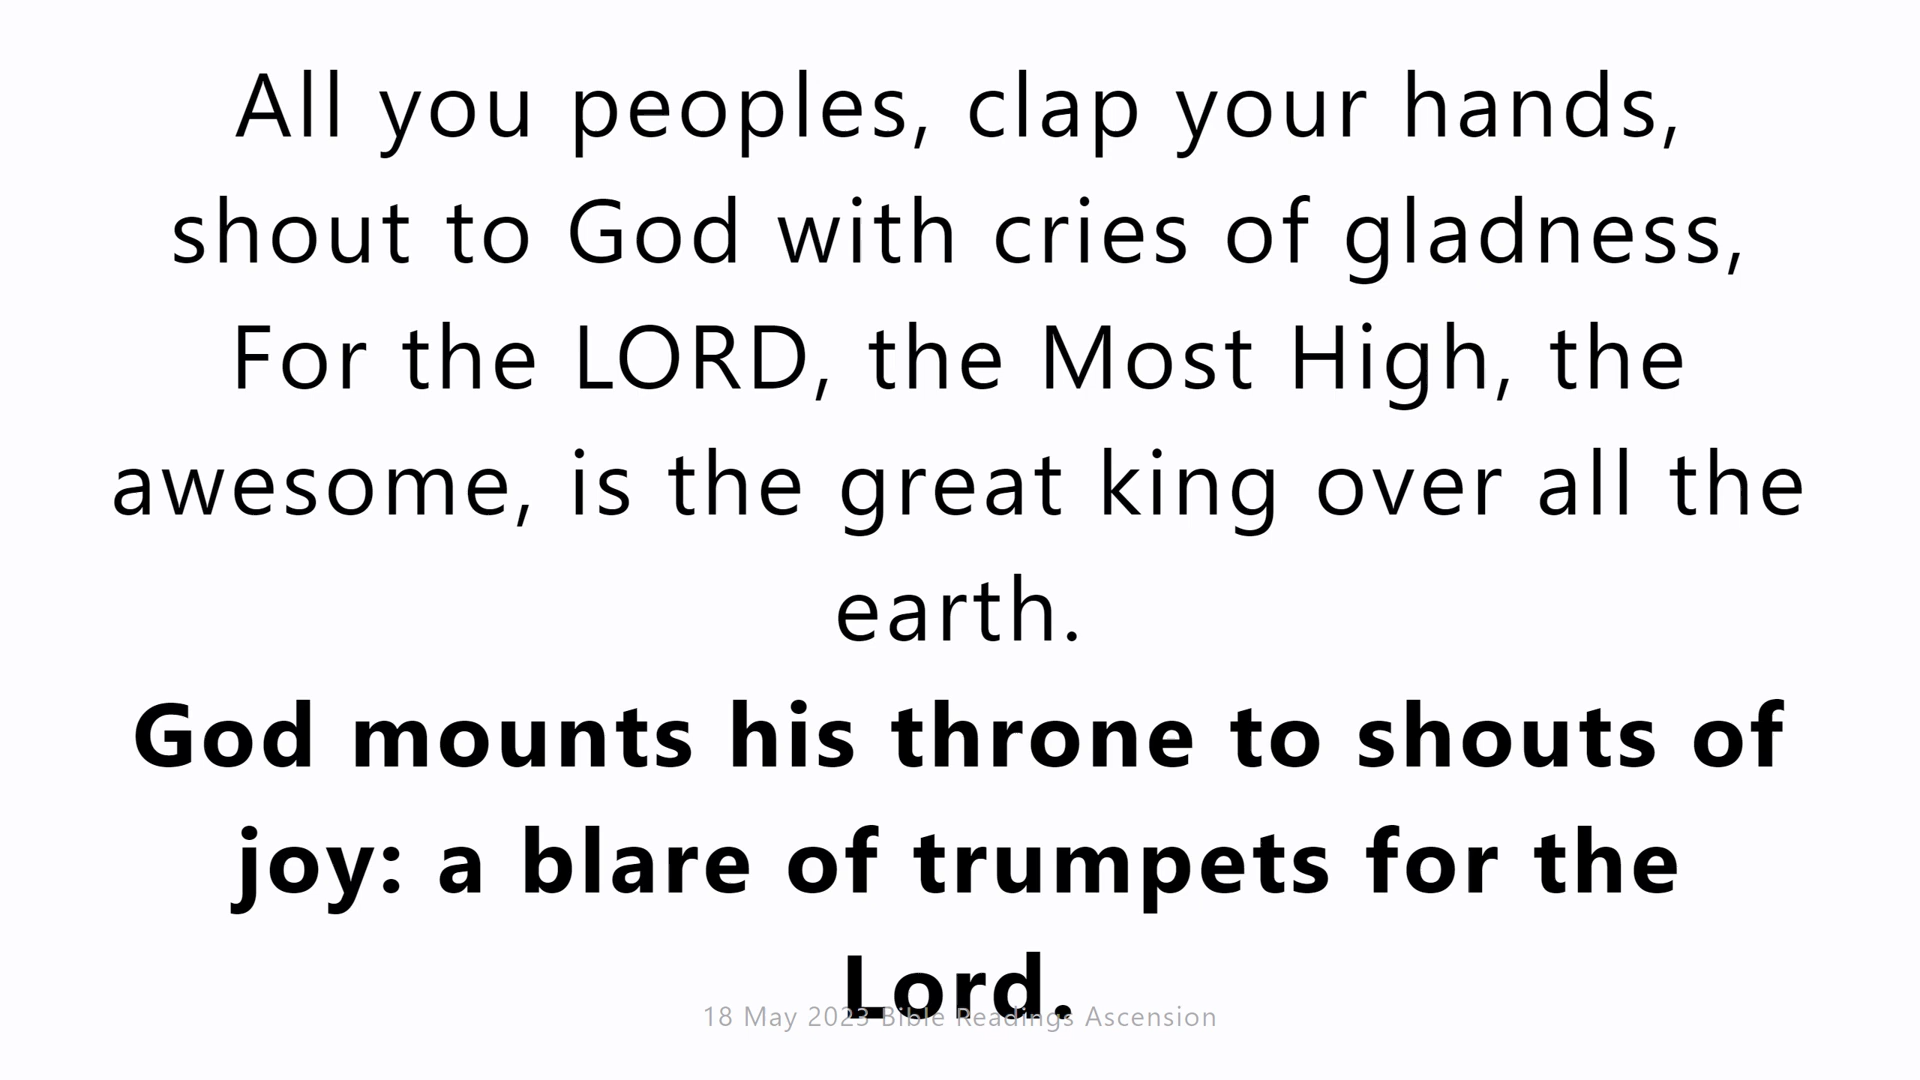 All you peoples, clap your hands,
shout to God with cries of gladness,
For the LORD, the Most High, the
awesome, is the great king over all the
earth.
God mounts his throne to shouts of
joy: a blare of trumpets for the
Lord.
18 May 2023 Bible Readings Ascension